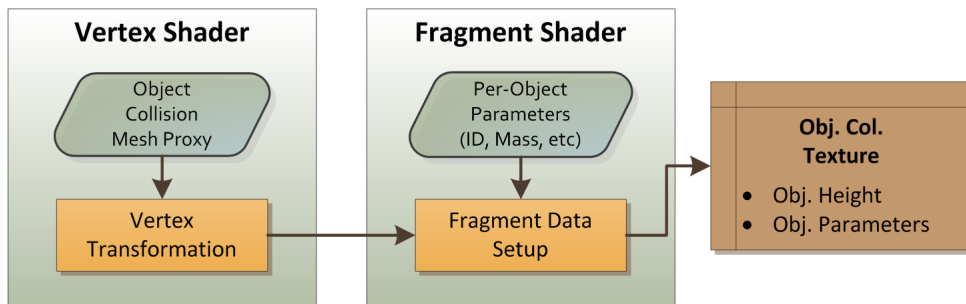 Vertex Shader
Object
Collision
Mesh Proxy
Vertex
Transformation
Fragment Shader
Per-Object
Parameters
(ID, Mass, etc)
Fragment Data
Setup
Obj. Col.
Texture
• Obj. Height
• Obj. Parameters